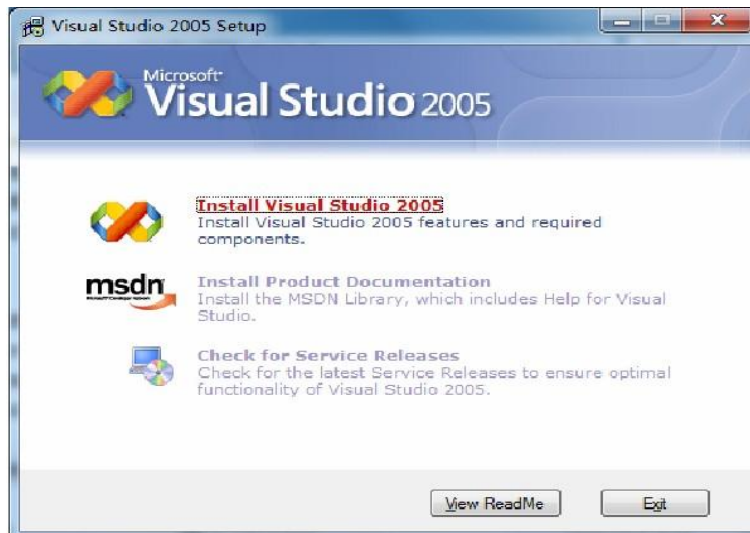 Visual Studio 2005 Setup
Microsoft
Visual Studio 2005
Install Visual Studio 2005
Install Visual Studio 2005 features and required
components.
msdn
Install Product Documentation
Install the MSDN Library, which includes Help for Visual
Studio.
Check for Service Releases
Check for the latest Service Releases to ensure optimal
functionality of Visual Studio 2005.
View ReadMe
Exit